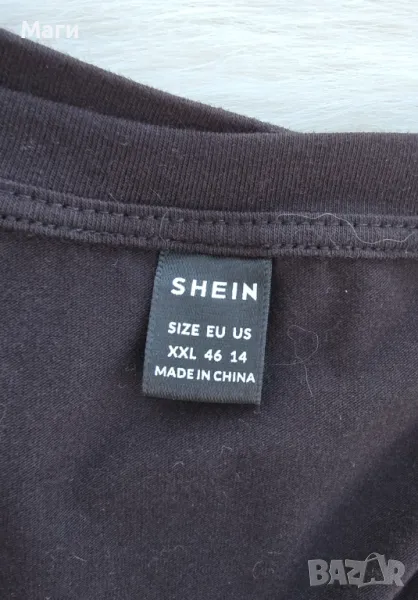 Маги
SHEIN
SIZE EU US
XXL 46 14
MADE IN CHINA
BAZAR